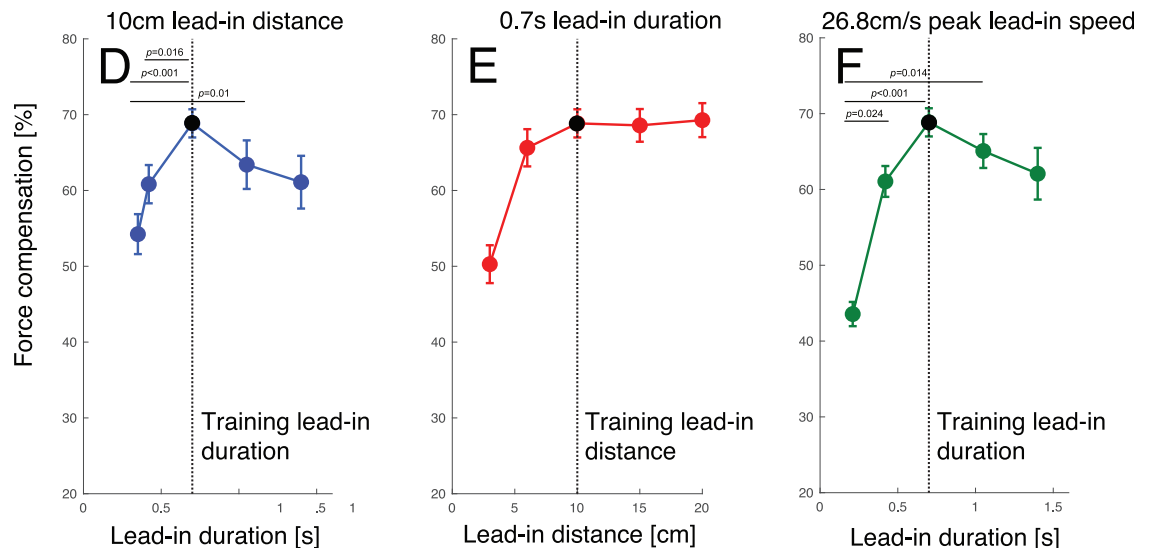 10cm lead-in distance
0.7s lead-in duration
26.8cm/s peak lead-in speed
Force compensation [%]
D
p=0.016
p<0.001
p=0.01
80
70
60
50
40
30
20
Training lead-in
duration
0
0.5
1
.5
1
Lead-in duration [s]
E
80
70
60
50
40
30
20
Training lead-in
distance
0
5
10
15
20
Lead-in distance [cm]
F
p=0.014
p<0.001
p=0.024
80
70
60
50
40
30
20
Training lead-in
duration
0
0.5
1
1.5
Lead-in duration [s]